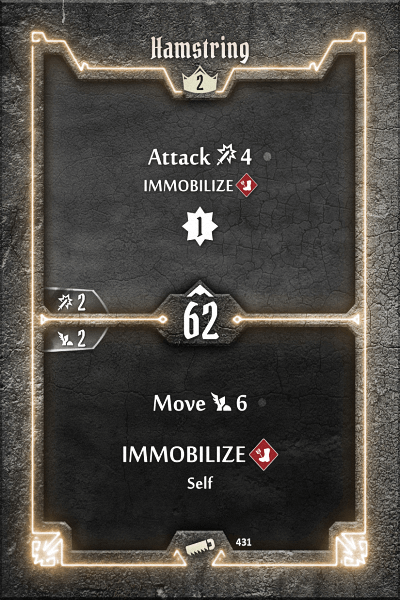 Hamstring
2
Attack 4
IMMOBILIZE
1
2
62
2
Move 6
IMMOBILIZE
Self
431